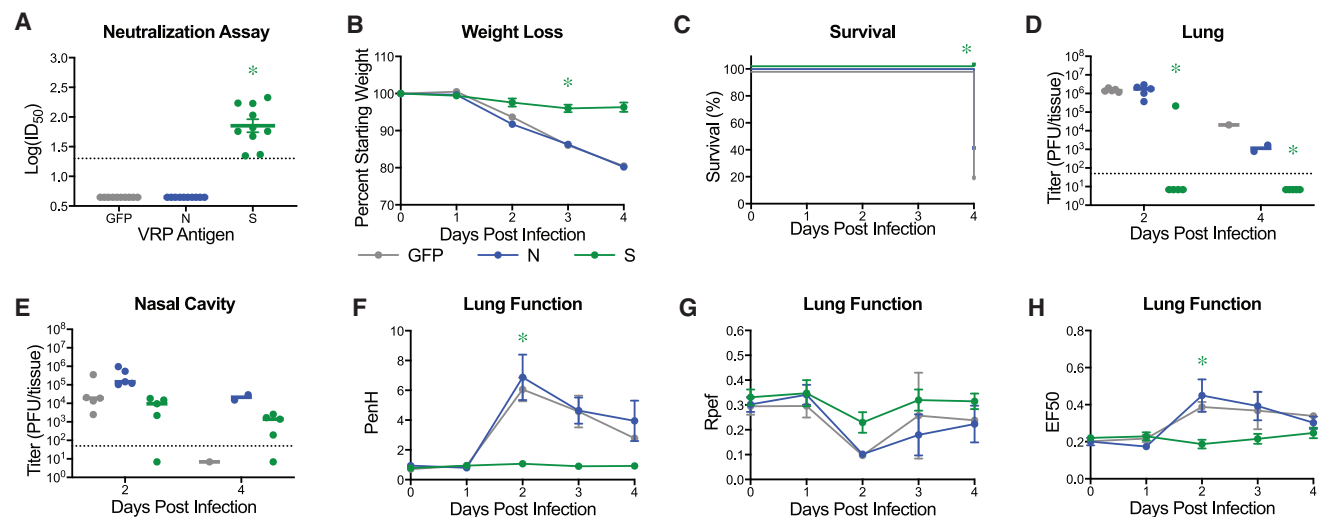 A
Neutralization Assay
3.0
2.5
2.0
1.5
1.0
0.5
Log(ID50)
GFP
N
S
*
VRP Antigen
B
Weight Loss
110
100
90
80
70
Percent Starting Weight
*
0
1
2
3
4
Days Post Infection
C
Survival
100
80
60
40
20
0
Survival (%)
*
0
1
2
3
4
Days Post Infection
D
Lung
10^8
10^7
10^6
10^5
10^4
10^3
10^2
10^1
10^0
Titer (PFU/tissue)
*
*
2
4
Days Post Infection
GFP
N
S
E
Nasal Cavity
10^8
10^7
10^6
10^5
10^4
10^3
10^2
10^1
10^0
Titer (PFU/tissue)
2
4
Days Post Infection
F
Lung Function
10
8
6
4
2
0
PenH
*
0
1
2
3
4
Days Post Infection
G
Lung Function
0.6
0.5
0.4
0.3
0.2
0.1
0.0
Rpef
0
1
2
3
4
Days Post Infection
H
Lung Function
0.8
0.6
0.4
0.2
0.0
EF50
*
0
1
2
3
4
Days Post Infection